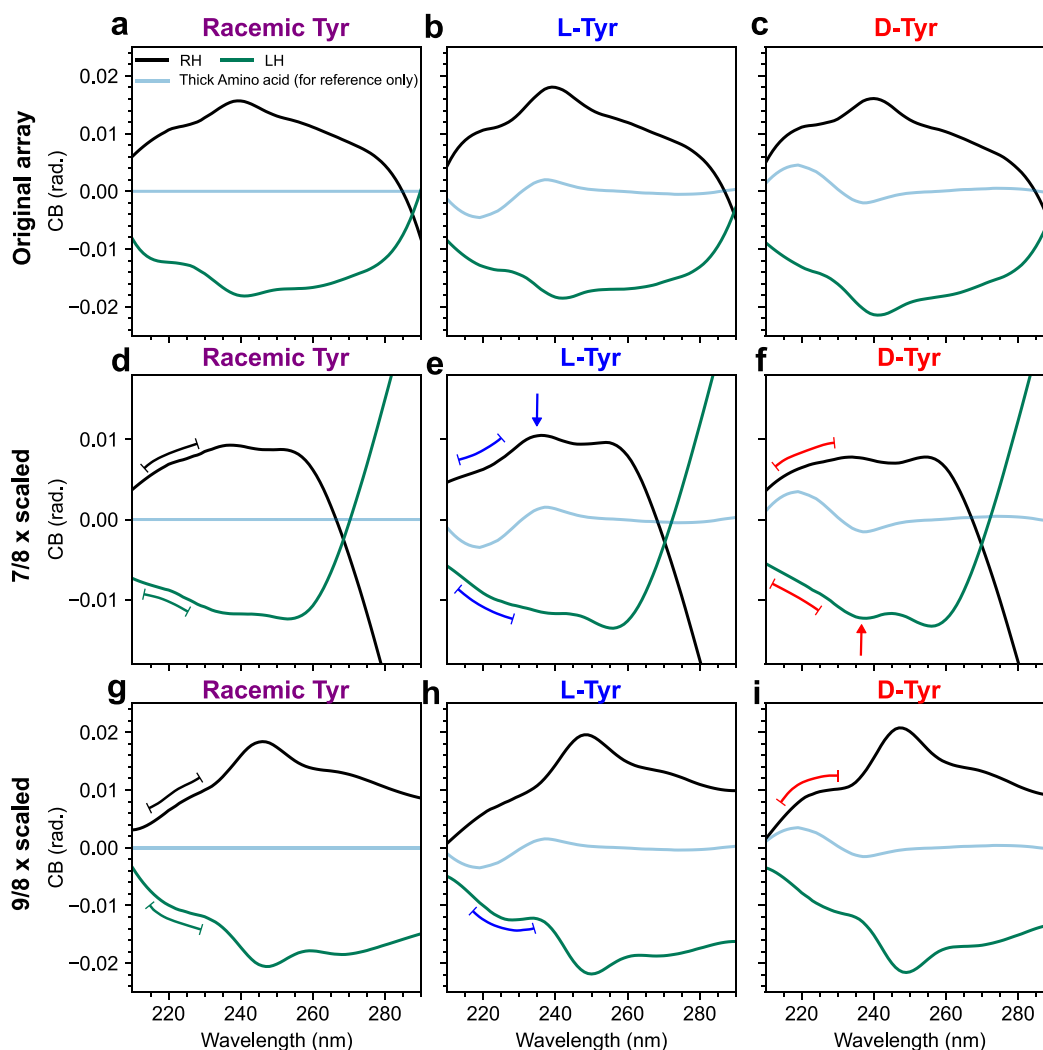 a Racemic Tyr b L-Tyr c D-Tyr
RH LH
Thick Amino acid (for reference only)
Original array
CB (rad.)
0.02
0.01
0.00
−0.01
−0.02
d Racemic Tyr e L-Tyr f D-Tyr
7/8 x scaled
CB (rad.)
0.01
0.00
−0.01
g Racemic Tyr h L-Tyr i D-Tyr
9/8 x scaled
CB (rad.)
0.02
0.01
0.00
−0.01
−0.02
220 240 260 280 220 240 260 280 220 240 260 280
Wavelength (nm) Wavelength (nm) Wavelength (nm)